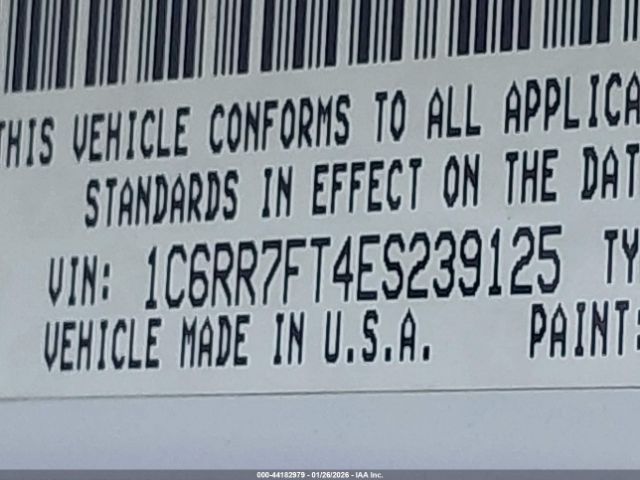 THIS VEHICLE CONFORMS TO ALL APPLICA
STANDARDS IN EFFECT ON THE DAT
VIN: 1C6RR7FT4ES239125 TY
VEHICLE MADE IN U.S.A. PAINT:
000-44182979 - 01/26/2026 - IAA Inc.